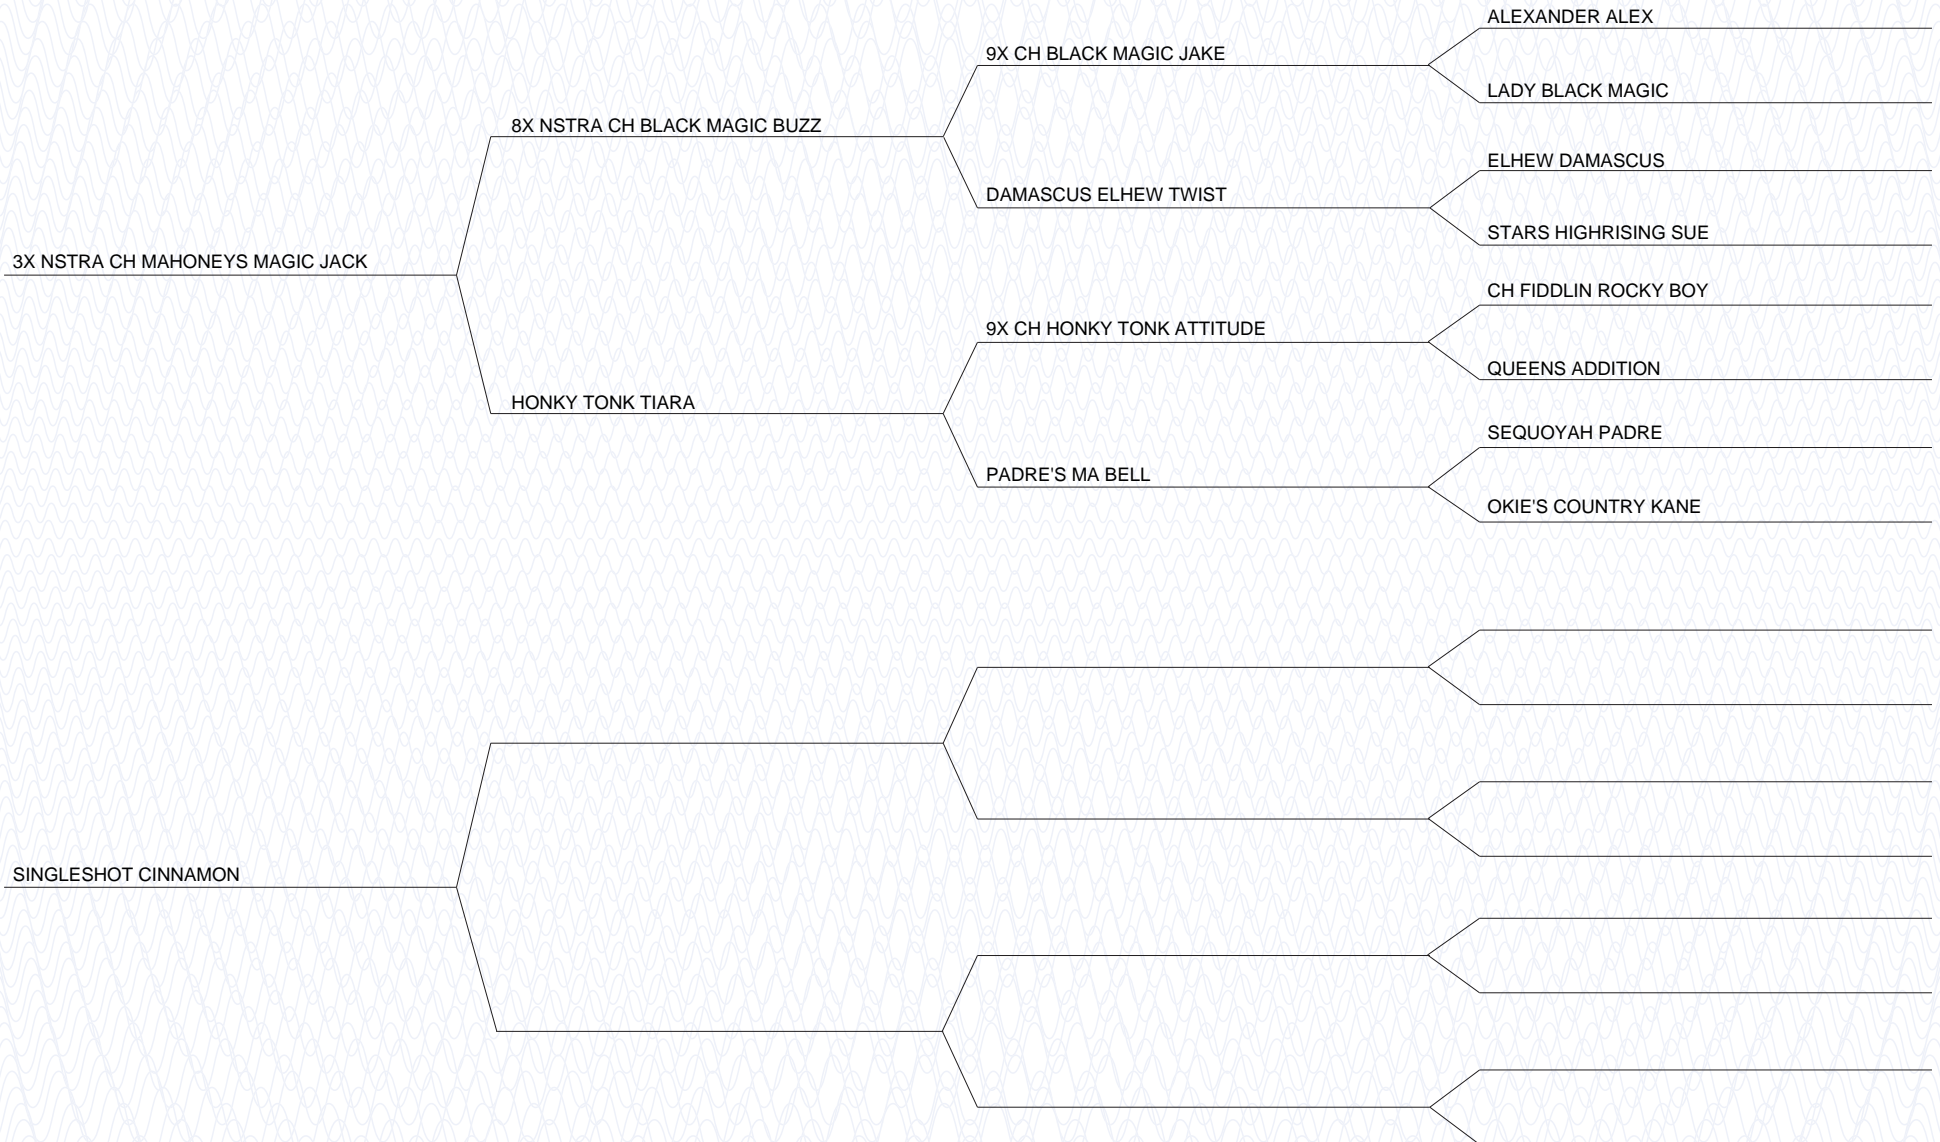 ALEXANDER ALEX
9X CH BLACK MAGIC JAKE
LADY BLACK MAGIC
8X NSTRA CH BLACK MAGIC BUZZ
ELHEW DAMASCUS
DAMASCUS ELHEW TWIST
STARS HIGHRISING SUE
3X NSTRA CH MAHONEYS MAGIC JACK
CH FIDDLIN ROCKY BOY
9X CH HONKY TONK ATTITUDE
QUEENS ADDITION
HONKY TONK TIARA
SEQUOYAH PADRE
PADRE'S MA BELL
OKIE'S COUNTRY KANE
SINGLESHOT CINNAMON